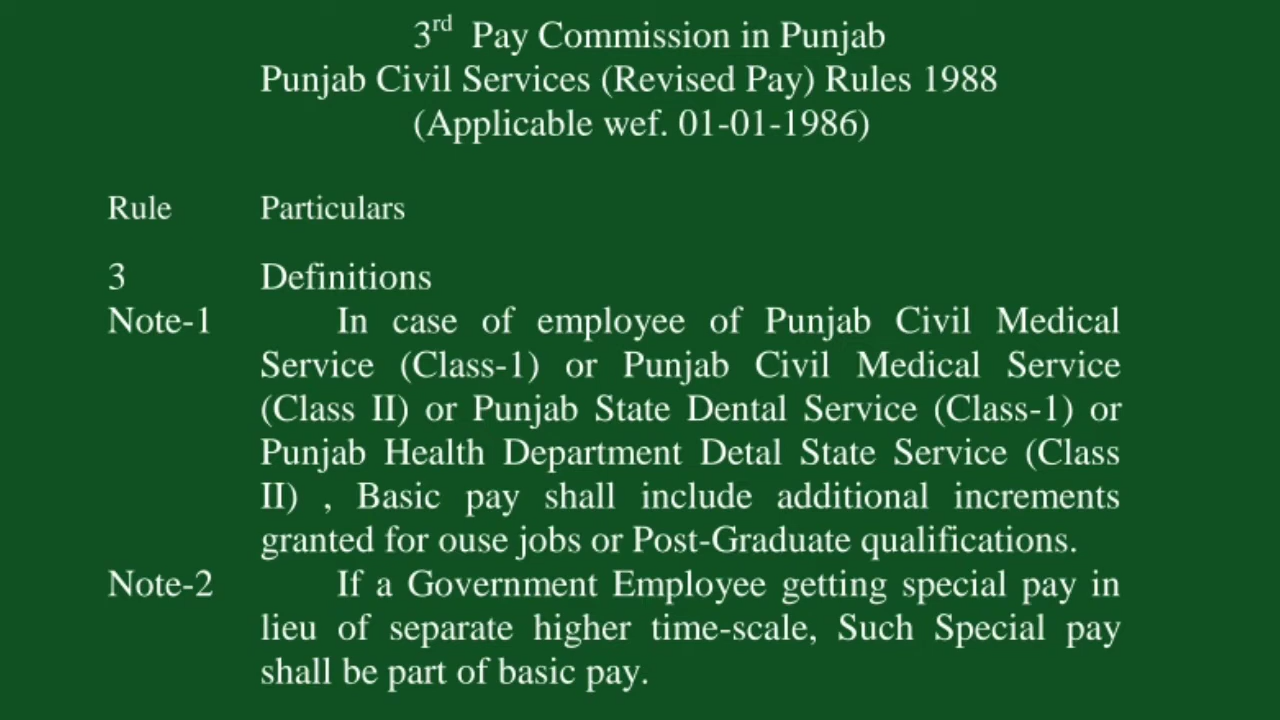 3rd Pay Commission in Punjab
Punjab Civil Services (Revised Pay) Rules 1988
(Applicable wef. 01-01-1986)
Rule Particulars
3 Definitions
Note-1 In case of employee of Punjab Civil Medical
Service (Class-1) or Punjab Civil Medical Service
(Class II) or Punjab State Dental Service (Class-1) or
Punjab Health Department Detal State Service (Class
II) , Basic pay shall include additional increments
granted for ouse jobs or Post-Graduate qualifications.
Note-2 If a Government Employee getting special pay in
lieu of separate higher time-scale, Such Special pay
shall be part of basic pay.